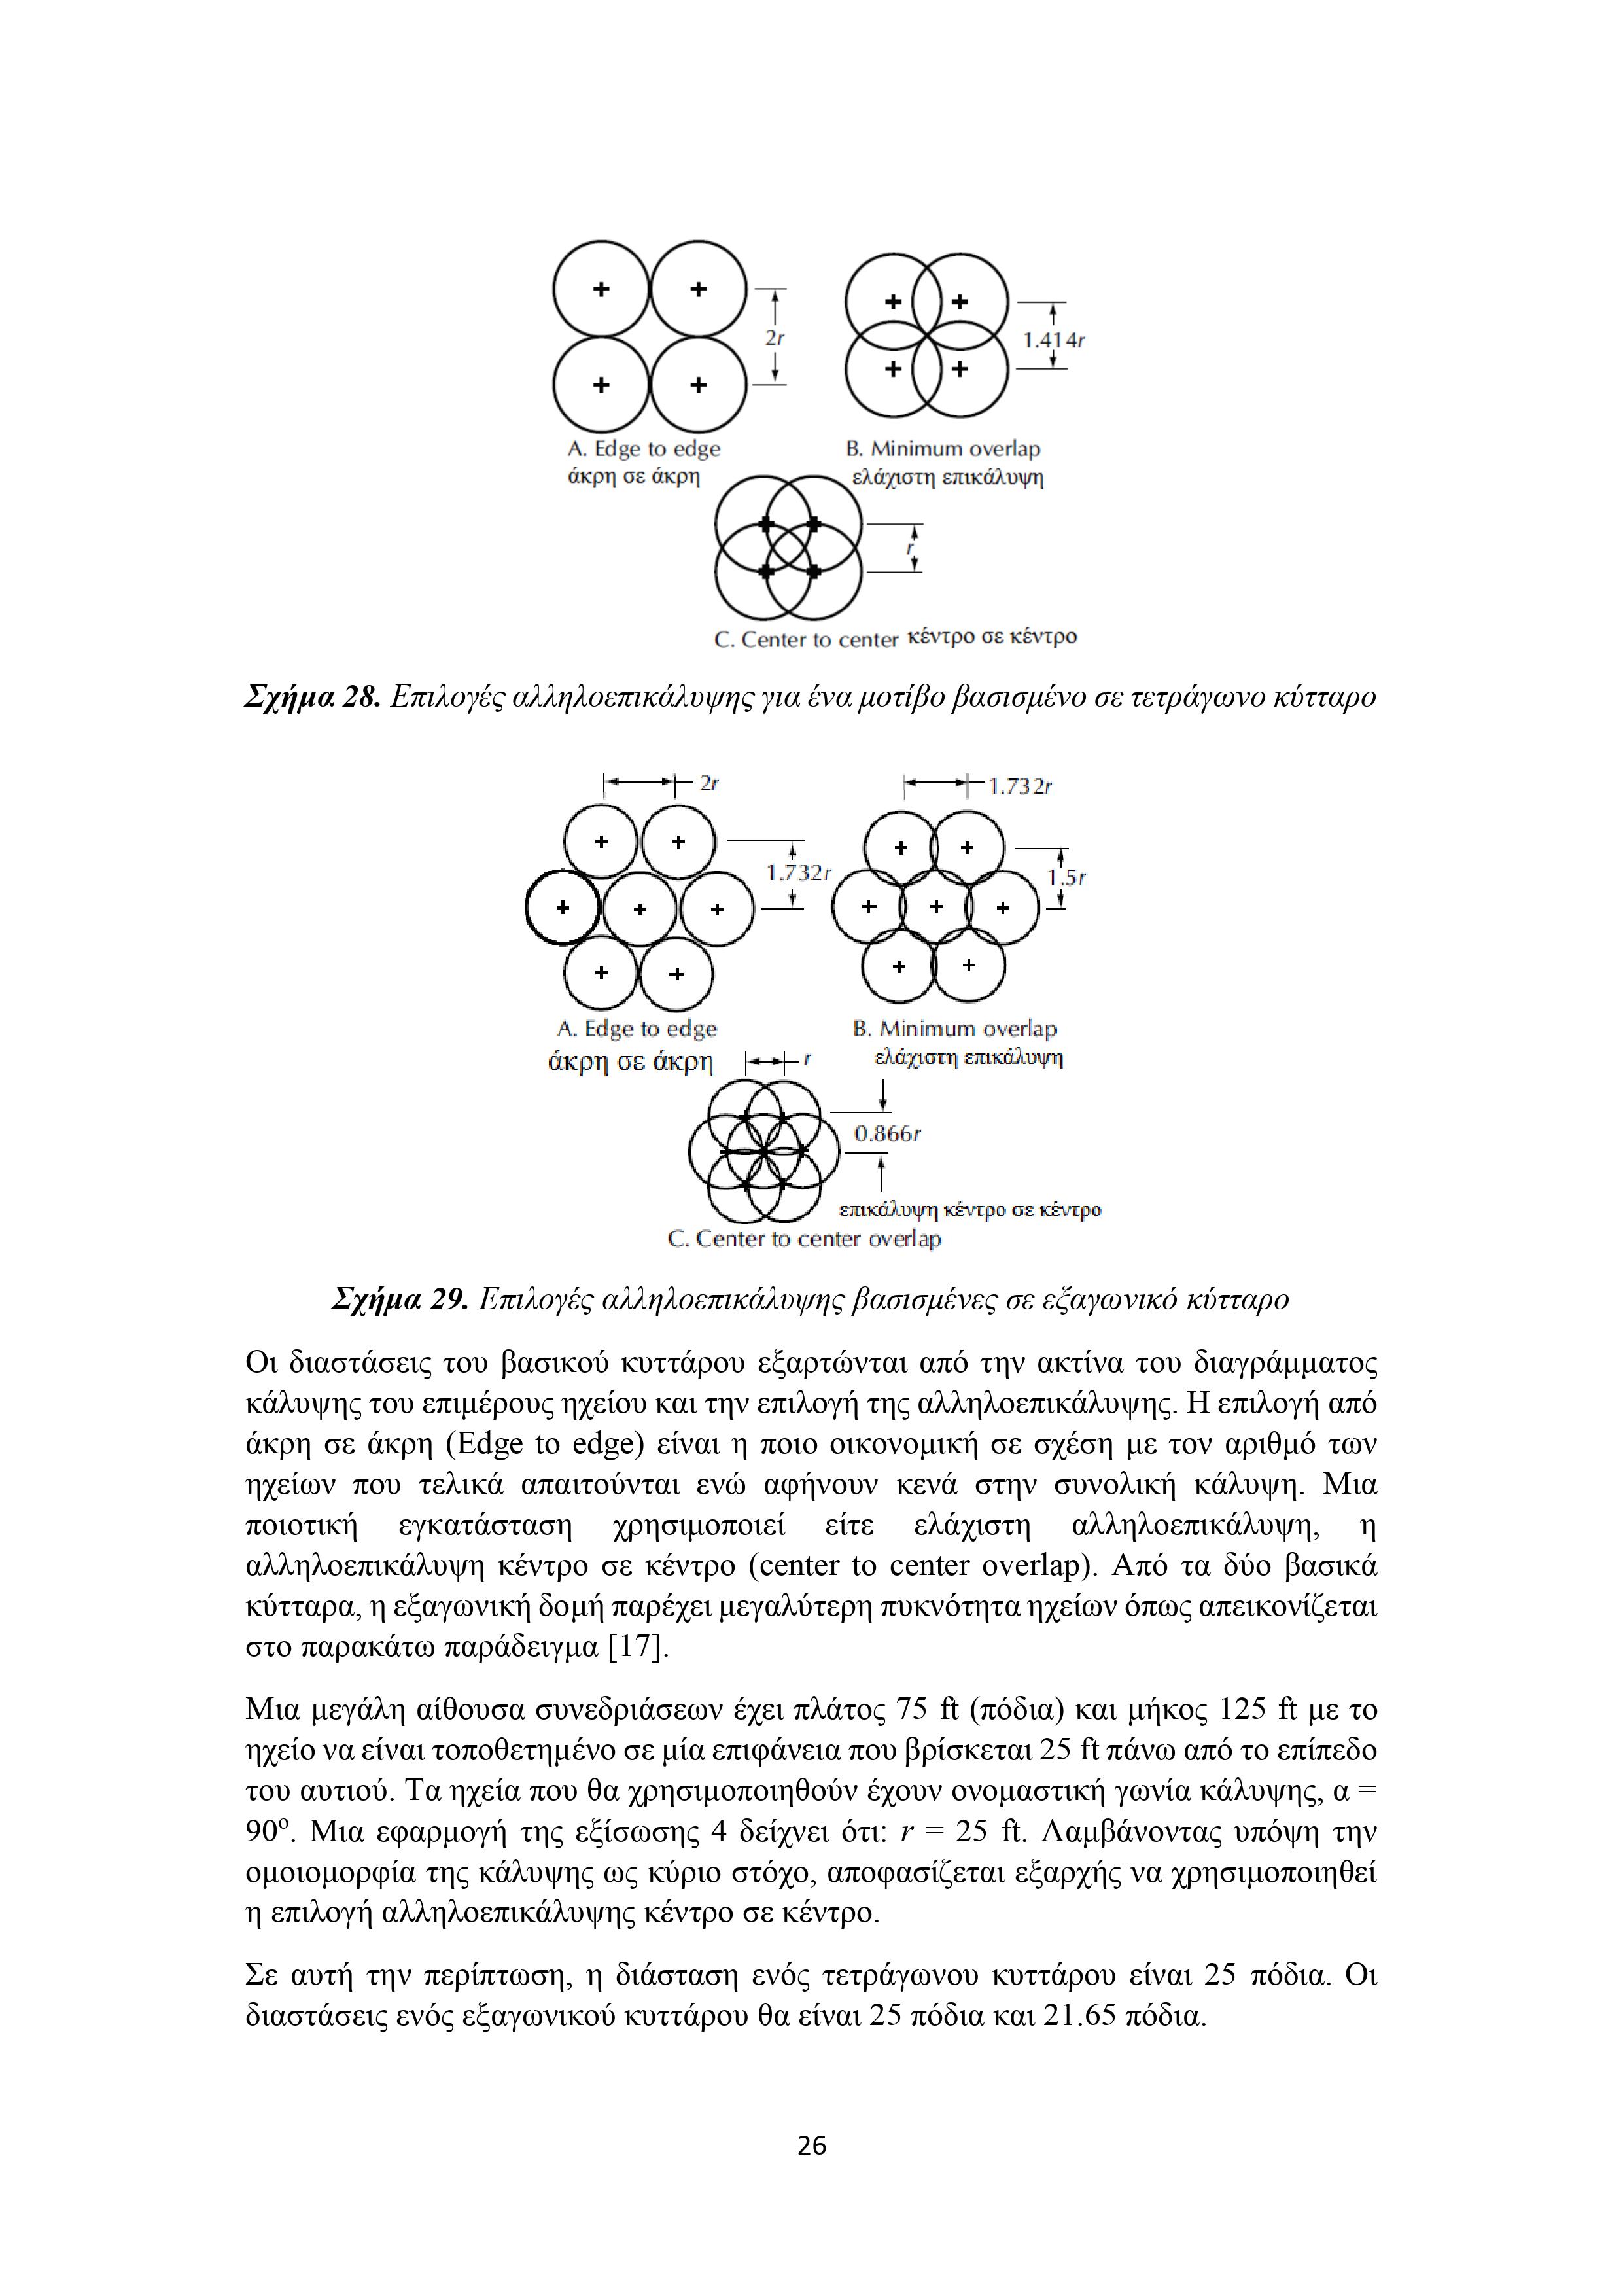 2r
1.414r
A. Edge to edge
άκρη σε άκρη
B. Minimum overlap
ελάχιστη επικάλυψη
r
C. Center to center κέντρο σε κέντρο
Σχήμα 28. Επιλογές αλληλοεπικάλυψης για ένα μοτίβο βασισμένο σε τετράγωνο κύτταρο
2r
1.732r
1.732r
1.5r
A. Edge to edge
άκρη σε άκρη
B. Minimum overlap
ελάχιστη επικάλυψη
r
0.866r
επικάλυψη κέντρο σε κέντρο
C. Center to center overlap
Σχήμα 29. Επιλογές αλληλοεπικάλυψης βασισμένες σε εξαγωνικό κύτταρο
Οι διαστάσεις του βασικού κυττάρου εξαρτώνται από την ακτίνα του διαγράμματος
κάλυψης του επιμέρους ηχείου και την επιλογή της αλληλοεπικάλυψης. Η επιλογή από
άκρη σε άκρη (Edge to edge) είναι η ποιο οικονομική σε σχέση με τον αριθμό των
ηχείων που τελικά απαιτούνται ενώ αφήνουν κενά στην συνολική κάλυψη. Μια
ποιοτική εγκατάσταση χρησιμοποιεί είτε ελάχιστη αλληλοεπικάλυψη, η
αλληλοεπικάλυψη κέντρο σε κέντρο (center to center overlap). Από τα δύο βασικά
κύτταρα, η εξαγωνική δομή παρέχει μεγαλύτερη πυκνότητα ηχείων όπως απεικονίζεται
στο παρακάτω παράδειγμα [17].
Μια μεγάλη αίθουσα συνεδριάσεων έχει πλάτος 75 ft (πόδια) και μήκος 125 ft με το
ηχείο να είναι τοποθετημένο σε μία επιφάνεια που βρίσκεται 25 ft πάνω από το επίπεδο
του αυτιού. Τα ηχεία που θα χρησιμοποιηθούν έχουν ονομαστική γωνία κάλυψης, α =
90º. Μια εφαρμογή της εξίσωσης 4 δείχνει ότι: r = 25 ft. Λαμβάνοντας υπόψη την
ομοιομορφία της κάλυψης ως κύριο στόχο, αποφασίζεται εξαρχής να χρησιμοποιηθεί
η επιλογή αλληλοεπικάλυψης κέντρο σε κέντρο.
Σε αυτή την περίπτωση, η διάσταση ενός τετράγωνου κυττάρου είναι 25 πόδια. Οι
διαστάσεις ενός εξαγωνικού κυττάρου θα είναι 25 πόδια και 21.65 πόδια.
26